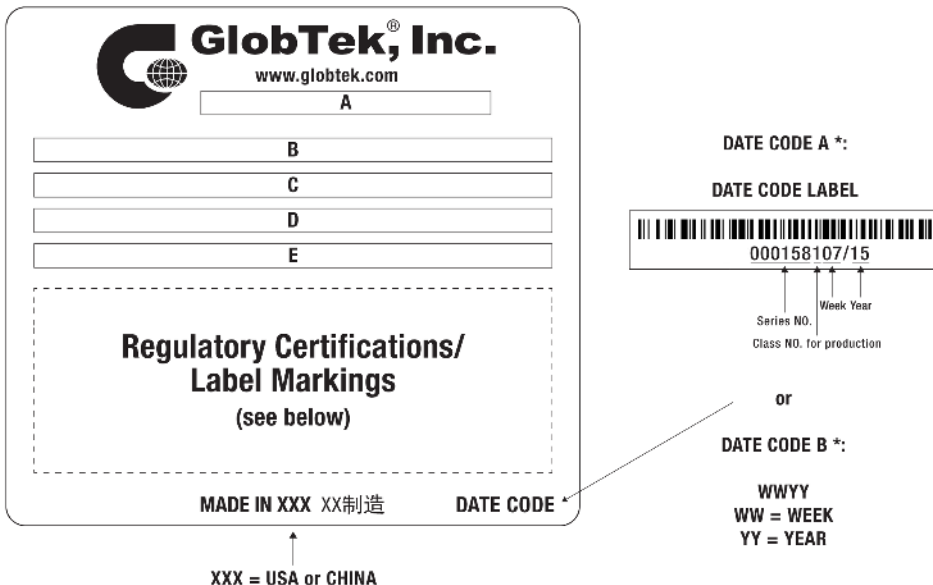 GlobTek,® Inc.
www.globtek.com
A
B
C
D
E
Regulatory Certifications/
Label Markings
(see below)
MADE IN XXX XX制造 DATE CODE
XXX = USA or CHINA
DATE CODE A *:
DATE CODE LABEL
000158107/15
Week Year
Series NO.
Class NO. for production
or
DATE CODE B *:
WWYY
WW = WEEK
YY = YEAR